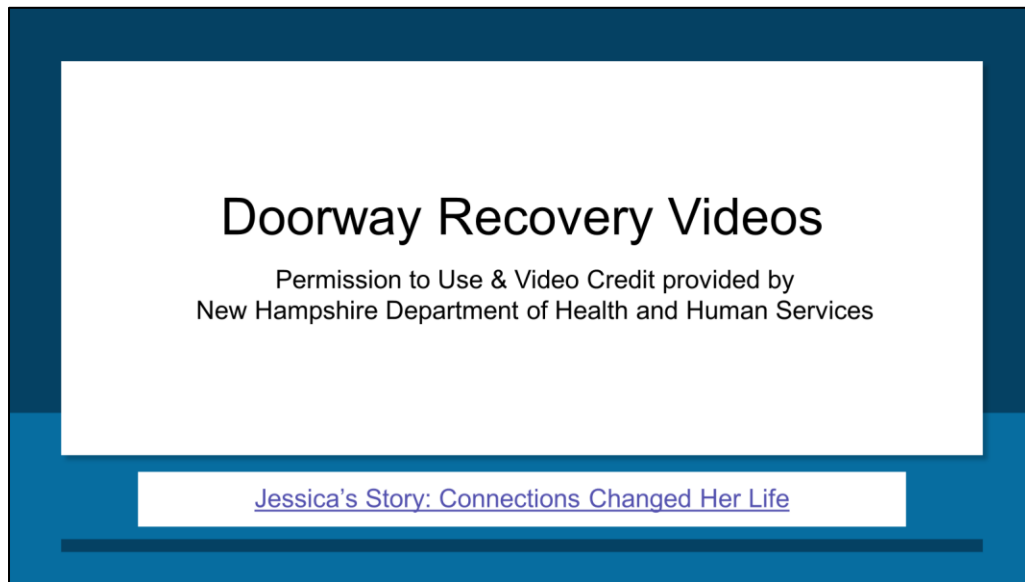 Doorway Recovery Videos
Permission to Use & Video Credit provided by
New Hampshire Department of Health and Human Services
Jessica’s Story: Connections Changed Her Life